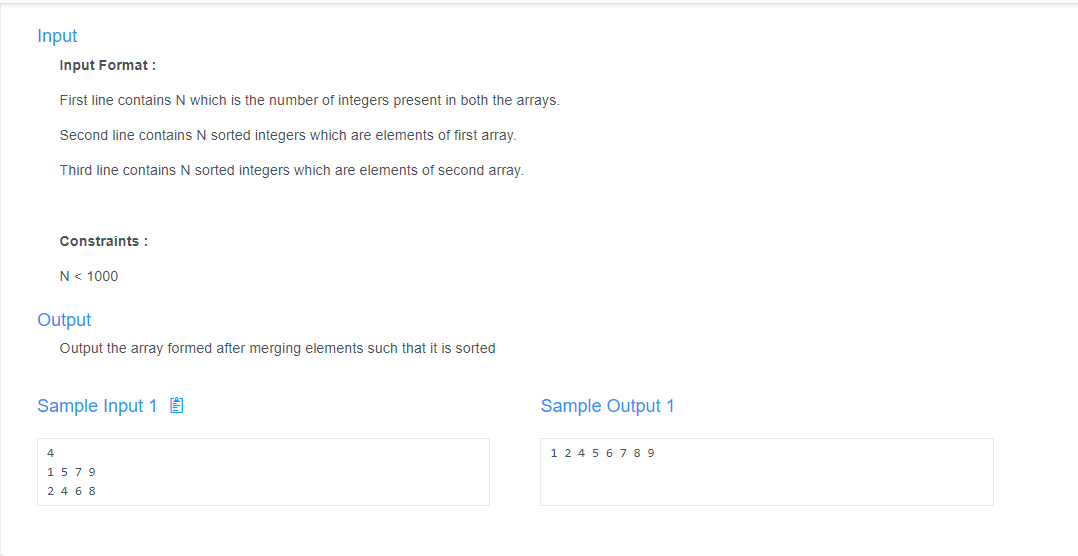 Input
Input Format :
First line contains N which is the number of integers present in both the arrays.
Second line contains N sorted integers which are elements of first array.
Third line contains N sorted integers which are elements of second array.
Constraints :
N < 1000
Output
Output the array formed after merging elements such that it is sorted
Sample Input 1
4
1 5 7 9
2 4 6 8
Sample Output 1
1 2 4 5 6 7 8 9